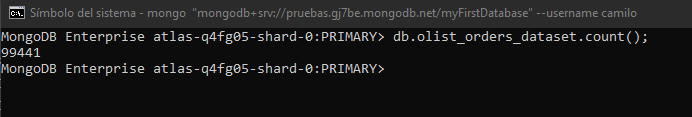 Símbolo del sistema - mongo "mongodb+srv://pruebas.gj7be.mongodb.net/myFirstDatabase" --username camilo
MongoDB Enterprise atlas-q4fg05-shard-0:PRIMARY> db.olist_orders_dataset.count();
99441
MongoDB Enterprise atlas-q4fg05-shard-0:PRIMARY>